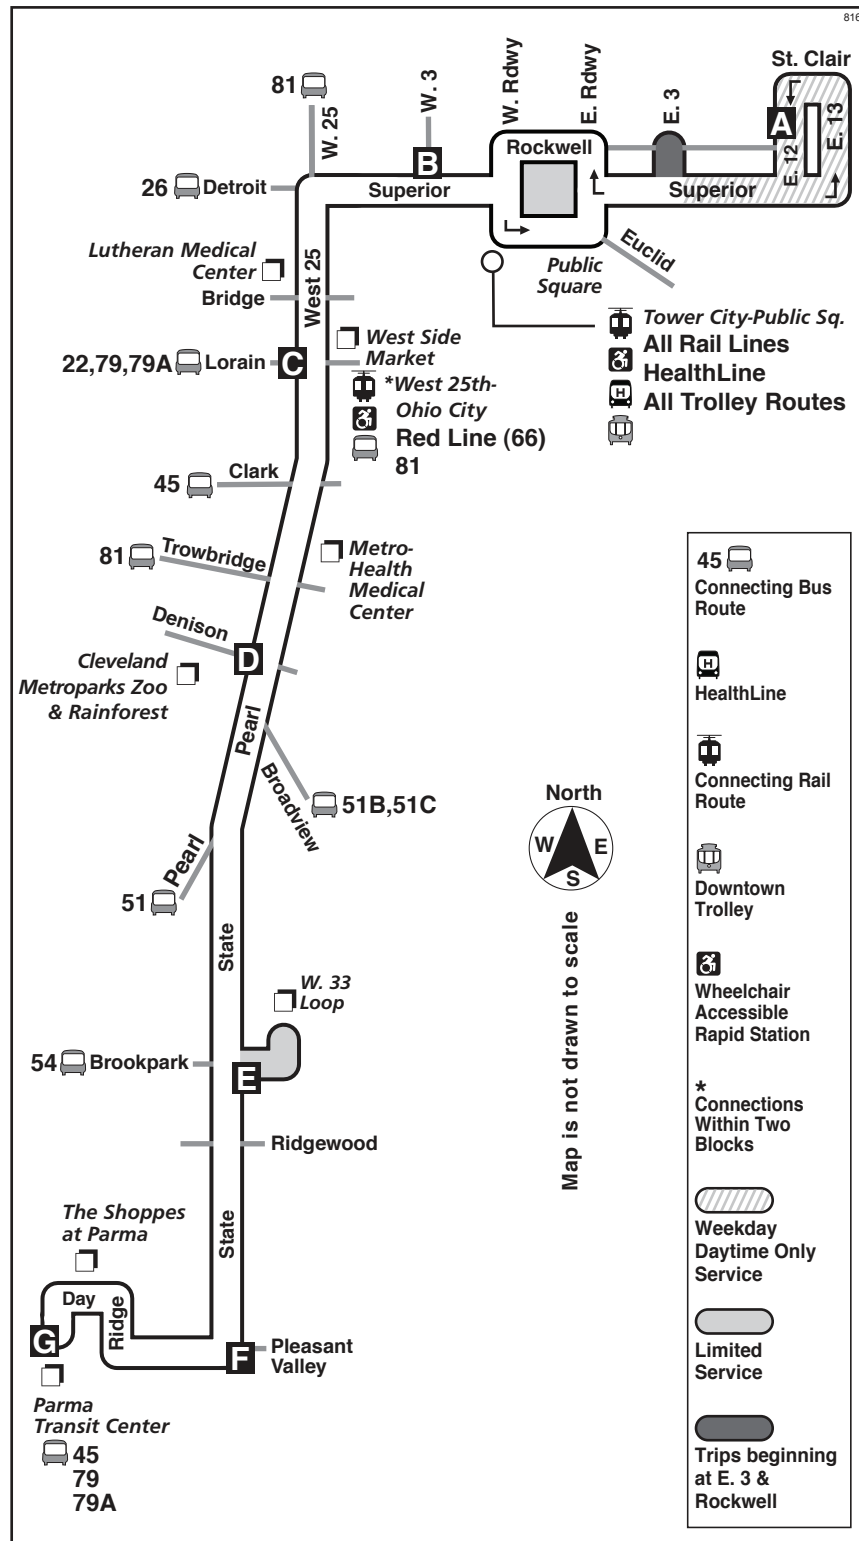 816
St. Clair
A
E. 12
E. 13
E. 3
E. Rdwy
W. Rdwy
W. 3
81
W. 25
B
Rockwell
26
Detroit
Superior
Superior
Lutheran Medical
Center
Bridge
West 25
Public
Square
Euclid
Tower City-Public Sq.
All Rail Lines
HealthLine
H
All Trolley Routes
22,79,79A
Lorain
C
West Side
Market
*West 25th-
Ohio City
Red Line (66)
81
45
Clark
81
Trowbridge
Metro-
Health
Medical
Center
Denison
D
Cleveland
Metroparks Zoo
& Rainforest
Pearl
Broadview
51B,51C
Pearl
51
State
W. 33
Loop
54
Brookpark
E
Ridgewood
The Shoppes
at Parma
State
Day
Ridge
G
F
Pleasant
Valley
Parma
Transit Center
45
79
79A
North
W
E
S
Map is not drawn to scale
45
Connecting Bus
Route
H
HealthLine
Connecting Rail
Route
Downtown
Trolley
Wheelchair
Accessible
Rapid Station
*
Connections
Within Two
Blocks
Weekday
Daytime Only
Service
Limited
Service
Trips beginning
at E. 3 &
Rockwell